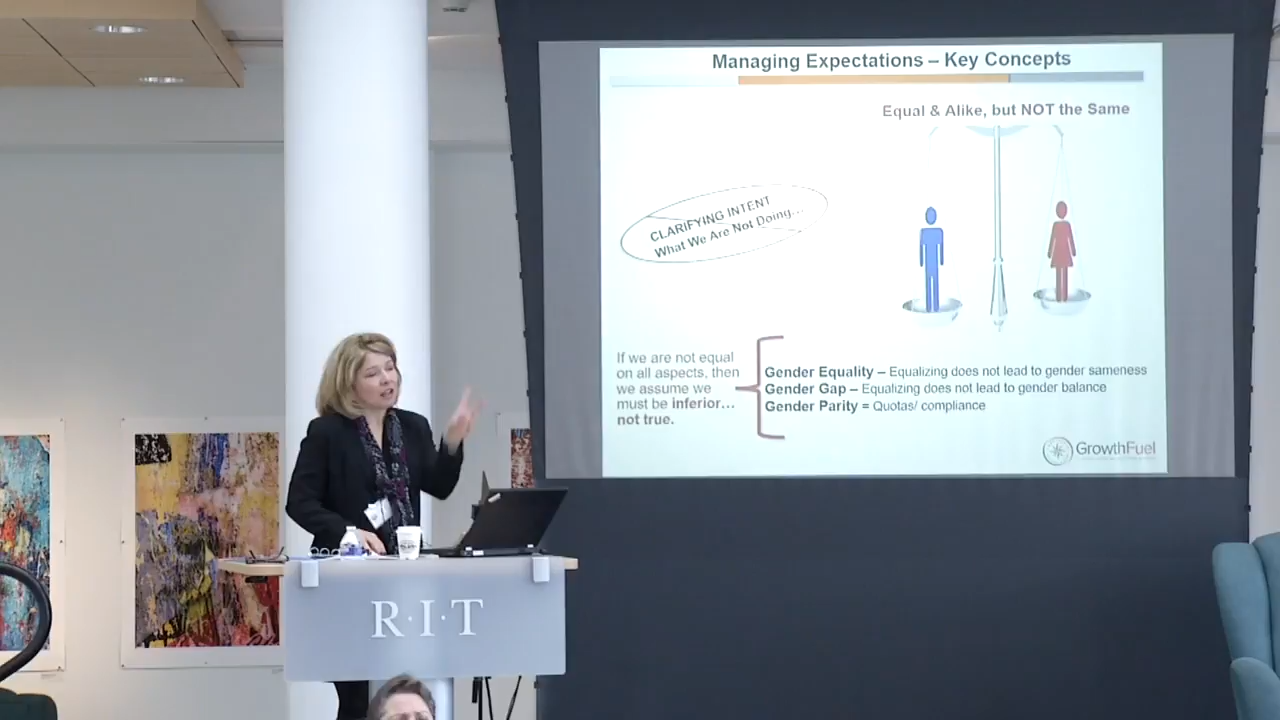 Managing Expectations – Key Concepts
Equal & Alike, but NOT the Same
CLARIFYING INTENT
What We Are Not Doing...
If we are not equal
on all aspects, then
we assume we
must be inferior...
not true.
Gender Equality – Equalizing does not lead to gender sameness
Gender Gap – Equalizing does not lead to gender balance
Gender Parity = Quotas/ compliance
GrowthFuel
R·I·T